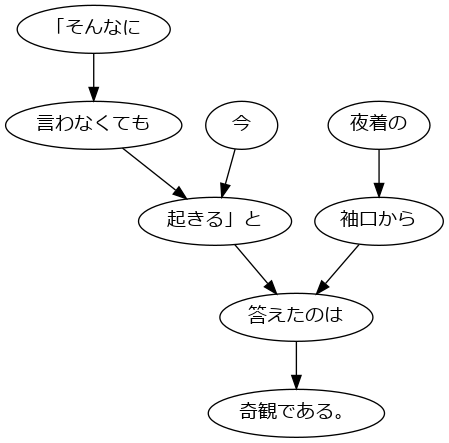 「そんなに
言わなくても
今
夜着の
起きる」と
袖口から
答えたのは
奇観である。